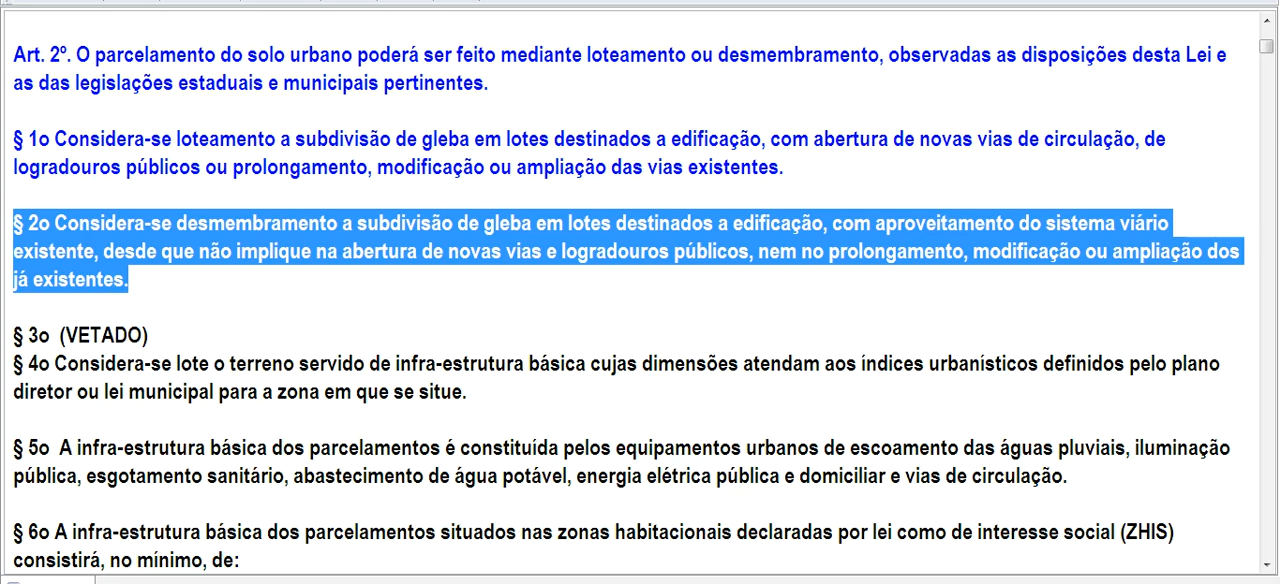 Art. 2º. O parcelamento do solo urbano poderá ser feito mediante loteamento ou desmembramento, observadas as disposições desta Lei e
as das legislações estaduais e municipais pertinentes.
§ 1o Considera-se loteamento a subdivisão de gleba em lotes destinados a edificação, com abertura de novas vias de circulação, de
logradouros públicos ou prolongamento, modificação ou ampliação das vias existentes.
§ 2o Considera-se desmembramento a subdivisão de gleba em lotes destinados a edificação, com aproveitamento do sistema viário
existente, desde que não implique na abertura de novas vias e logradouros públicos, nem no prolongamento, modificação ou ampliação dos
já existentes.
§ 3o (VETADO)
§ 4o Considera-se lote o terreno servido de infra-estrutura básica cujas dimensões atendam aos índices urbanísticos definidos pelo plano
diretor ou lei municipal para a zona em que se situe.
§ 5o A infra-estrutura básica dos parcelamentos é constituída pelos equipamentos urbanos de escoamento das águas pluviais, iluminação
pública, esgotamento sanitário, abastecimento de água potável, energia elétrica pública e domiciliar e vias de circulação.
§ 6o A infra-estrutura básica dos parcelamentos situados nas zonas habitacionais declaradas por lei como de interesse social (ZHIS)
consistirá, no mínimo, de: